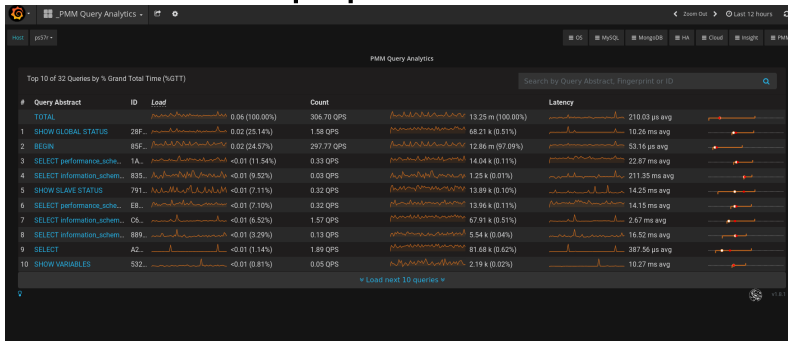 _PMM Query Analytics
Zoom Out
Last 12 hours
Host
ps57r
OS
MySQL
MongoDB
HA
Cloud
Insight
PMM
PMM Query Analytics
Top 10 of 32 Queries by % Grand Total Time (%GTT)
Search by Query Abstract, Fingerprint or ID
# Query Abstract ID Load Count Latency
TOTAL 0.06 (100.00%) 306.70 QPS 13.25 m (100.00%) 210.03 µs avg
1 SHOW GLOBAL STATUS 28F... 0.02 (25.14%) 1.58 QPS 68.21 k (0.51%) 10.26 ms avg
2 BEGIN 85F... 0.02 (24.57%) 297.77 QPS 12.86 m (97.09%) 53.16 µs avg
3 SELECT performance_sche... 1A... <0.01 (11.54%) 0.33 QPS 14.04 k (0.11%) 22.87 ms avg
4 SELECT information_schem... 835... <0.01 (9.52%) 0.03 QPS 1.25 k (0.01%) 211.35 ms avg
5 SHOW SLAVE STATUS 791... <0.01 (7.11%) 0.32 QPS 13.89 k (0.10%) 14.25 ms avg
6 SELECT performance_sche... E8... <0.01 (7.10%) 0.32 QPS 13.96 k (0.11%) 14.15 ms avg
7 SELECT information_schem... C6... <0.01 (6.52%) 1.57 QPS 67.91 k (0.51%) 2.67 ms avg
8 SELECT information_schem... 889... <0.01 (3.29%) 0.13 QPS 5.54 k (0.04%) 16.52 ms avg
9 SELECT A2... <0.01 (1.14%) 1.89 QPS 81.68 k (0.62%) 387.56 µs avg
10 SHOW VARIABLES 532... <0.01 (0.81%) 0.05 QPS 2.19 k (0.02%) 10.27 ms avg
Load next 10 queries
v1.8.1